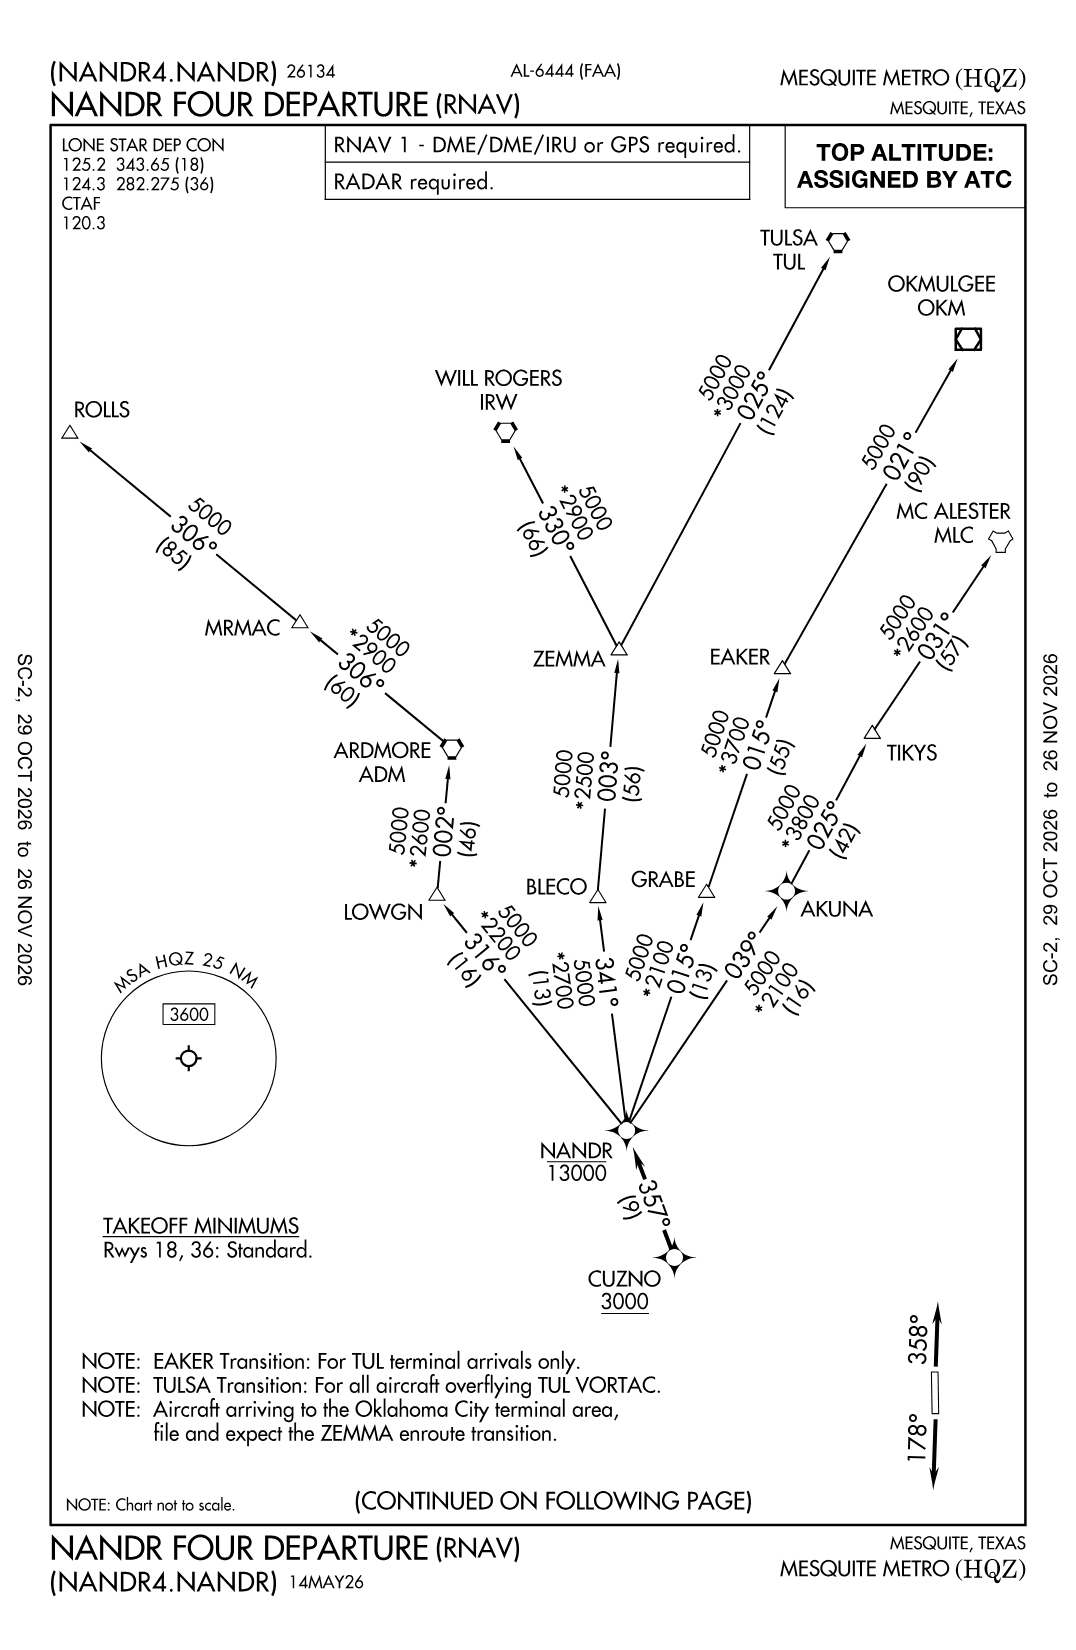 (NANDR4.NANDR) 26134
AL-6444 (FAA)
MESQUITE METRO (HQZ)
NANDR FOUR DEPARTURE (RNAV)
MESQUITE, TEXAS
LONE STAR DEP CON
125.2 343.65 (18)
124.3 282.275 (36)
CTAF
120.3
RNAV 1 - DME/DME/IRU or GPS required.
RADAR required.
TOP ALTITUDE:
ASSIGNED BY ATC
TULSA
TUL
OKMULGEE
OKM
5000
*3000
025°
(124)
WILL ROGERS
IRW
ROLLS
5000
021°
(90)
5000
*2900
330°
(66)
5000
306°
(85)
MC ALESTER
MLC
MRMAC
5000
*2900
306°
(60)
5000
*2600
031°
(57)
ZEMMA
EAKER
ARDMORE
ADM
5000
*3700
015°
(55)
TIKYS
5000
*2500
003°
(56)
5000
*2600
002°
(46)
5000
*3800
025°
(42)
LOWGN
BLECO
GRABE
AKUNA
5000
*2200
316°
(16)
341°
5000
*2700
(13)
5000
*2100
015°
(13)
039°
5000
*2100
(16)
MSA HQZ 25 NM
3600
NANDR
13000
357°
(9)
CUZNO
3000
TAKEOFF MINIMUMS
Rwys 18, 36: Standard.
358°
178°
NOTE: EAKER Transition: For TUL terminal arrivals only.
NOTE: TULSA Transition: For all aircraft overflying TUL VORTAC.
NOTE: Aircraft arriving to the Oklahoma City terminal area,
file and expect the ZEMMA enroute transition.
NOTE: Chart not to scale.
(CONTINUED ON FOLLOWING PAGE)
SC-2, 29 OCT 2026 to 26 NOV 2026
SC-2, 29 OCT 2026 to 26 NOV 2026
NANDR FOUR DEPARTURE (RNAV)
MESQUITE, TEXAS
(NANDR4.NANDR) 14MAY26
MESQUITE METRO (HQZ)